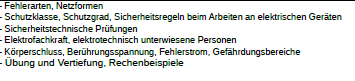 - Fehlerarten, Netzformen
- Schutzklasse, Schutzgrad, Sicherheitsregeln beim Arbeiten an elektrischen Geräten
- Sicherheitstechnische Prüfungen
- Elektrofachkraft, elektrotechnisch unterwiesene Personen
- Körperschluss, Berührungsspannung, Fehlerstrom, Gefährdungsbereiche
- Übung und Vertiefung, Rechenbeispiele